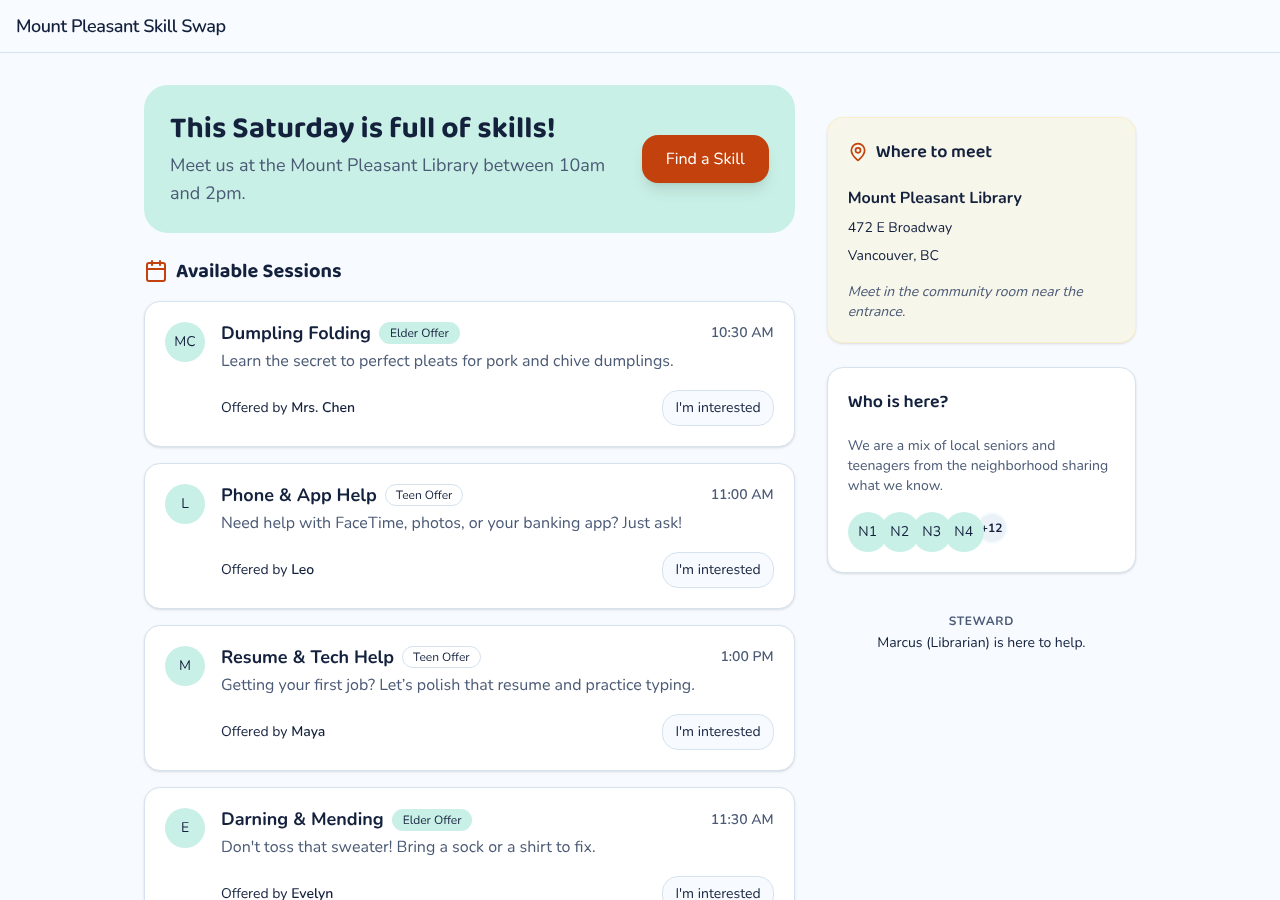 Mount Pleasant Skill Swap
This Saturday is full of skills!
Meet us at the Mount Pleasant Library between 10am
and 2pm.
Find a Skill
Available Sessions
MC
Dumpling Folding
Elder Offer
10:30 AM
Learn the secret to perfect pleats for pork and chive dumplings.
Offered by Mrs. Chen
I'm interested
L
Phone & App Help
Teen Offer
11:00 AM
Need help with FaceTime, photos, or your banking app? Just ask!
Offered by Leo
I'm interested
M
Resume & Tech Help
Teen Offer
1:00 PM
Getting your first job? Let’s polish that resume and practice typing.
Offered by Maya
I'm interested
E
Darning & Mending
Elder Offer
11:30 AM
Don't toss that sweater! Bring a sock or a shirt to fix.
Offered by Evelyn
I'm interested
Where to meet
Mount Pleasant Library
472 E Broadway
Vancouver, BC
Meet in the community room near the
entrance.
Who is here?
We are a mix of local seniors and
teenagers from the neighborhood sharing
what we know.
N1 N2 N3 N4 +12
STEWARD
Marcus (Librarian) is here to help.